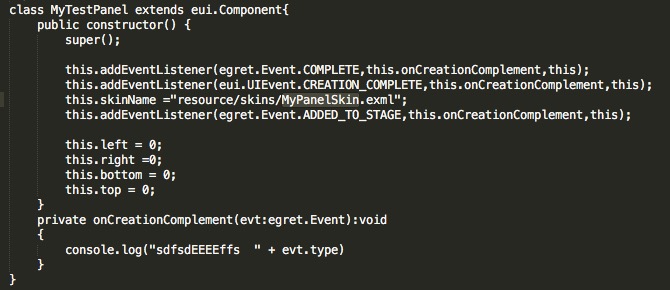 class MyTestPanel extends eui.Component{
public constructor() {
super();
this.addEventListener(egret.Event.COMPLETE,this.onCreationComplement,this);
this.addEventListener(eui.UIEvent.CREATION_COMPLETE,this.onCreationComplement,this);
this.skinName ="resource/skins/MyPanelSkin.exml";
this.addEventListener(egret.Event.ADDED_TO_STAGE,this.onCreationComplement,this);
this.left = 0;
this.right =0;
this.bottom = 0;
this.top = 0;
}
private onCreationComplement(evt:egret.Event):void
{
console.log("sdfsdEEEEffs  " + evt.type)
}
}